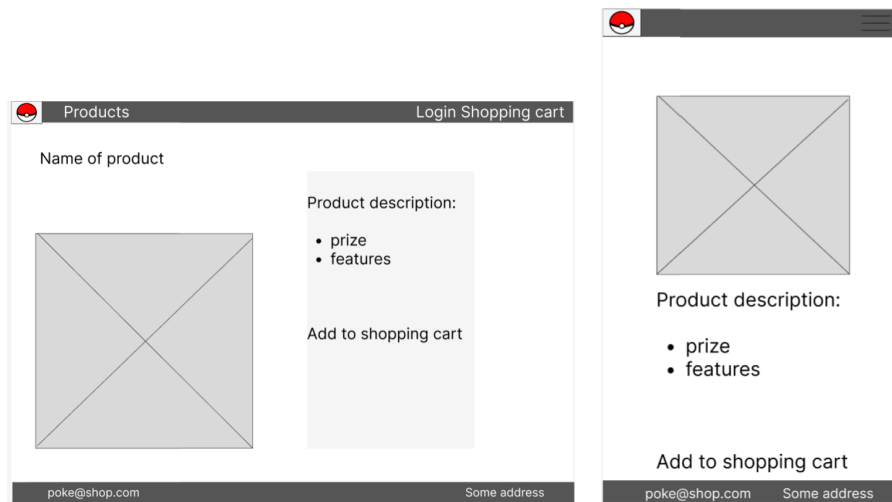 Products
Login Shopping cart
Name of product
Product description:
• prize
• features
Add to shopping cart
poke@shop.com
Some address
Product description:
• prize
• features
Add to shopping cart
poke@shop.com
Some address